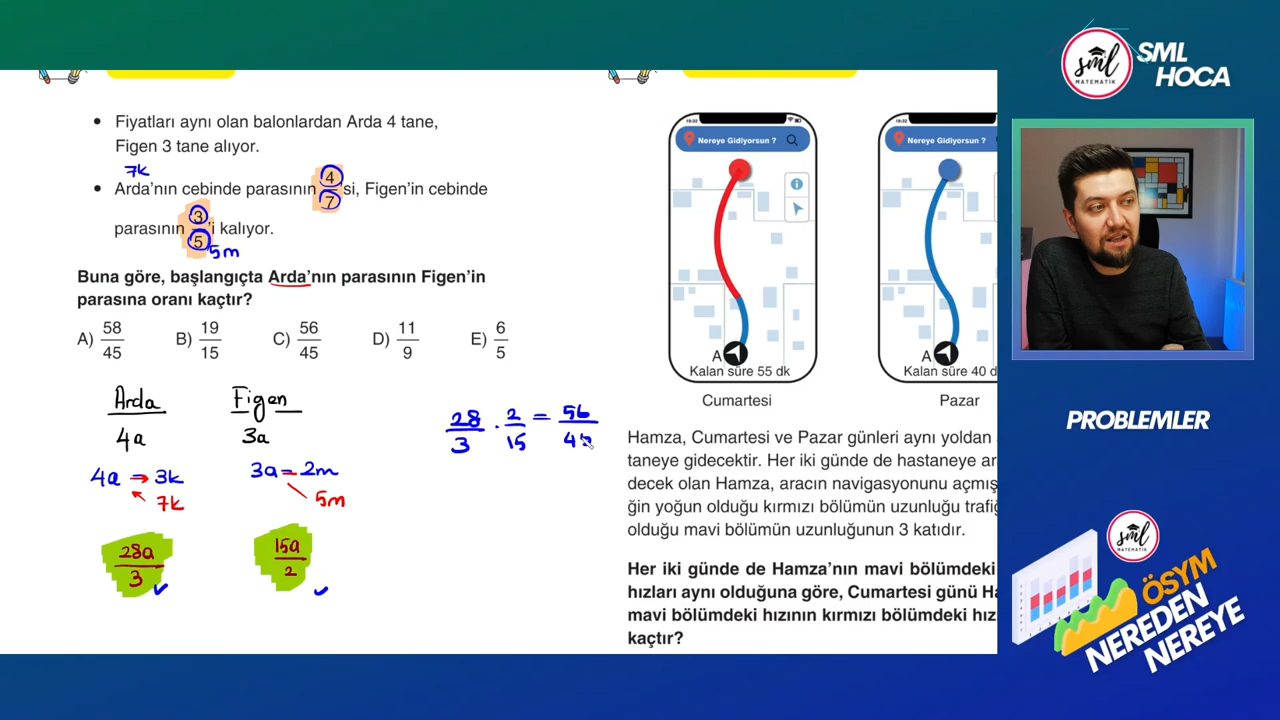 SML
HOCA
sml
MATEMATİK
• Fiyatları aynı olan balonlardan Arda 4 tane,
Figen 3 tane alıyor.
7k
• Arda'nın cebinde parasının 4/7 'si, Figen'in cebinde
parasının 3/5 'i kalıyor.
5m
Buna göre, başlangıçta Arda'nın parasının Figen'in
parasına oranı kaçtır?
A) 58/45 B) 19/15 C) 56/45 D) 11/9 E) 6/5
Arda Figen
4a 3a
4a → 3k 3a = 2m
7k 5m
28a/3 15a/2
28/3 . 2/15 = 56/45
Nereye Gidiyorsun ?
A
Kalan süre 55 dk
Cumartesi
Nereye Gidiyorsun ?
A
Kalan süre 40 d
Pazar
Hamza, Cumartesi ve Pazar günleri aynı yoldan
taneye gidecektir. Her iki günde de hastaneye ar
decek olan Hamza, aracın navigasyonunu açmış
ğin yoğun olduğu kırmızı bölümün uzunluğu trafiğ
olduğu mavi bölümün uzunluğunun 3 katıdır.
Her iki günde de Hamza'nın mavi bölümdeki
hızları aynı olduğuna göre, Cumartesi günü Ha
mavi bölümdeki hızının kırmızı bölümdeki hız
kaçtır?
PROBLEMLER
sml
MATEMATİK
ÖSYM
NEREDEN
NEREYE